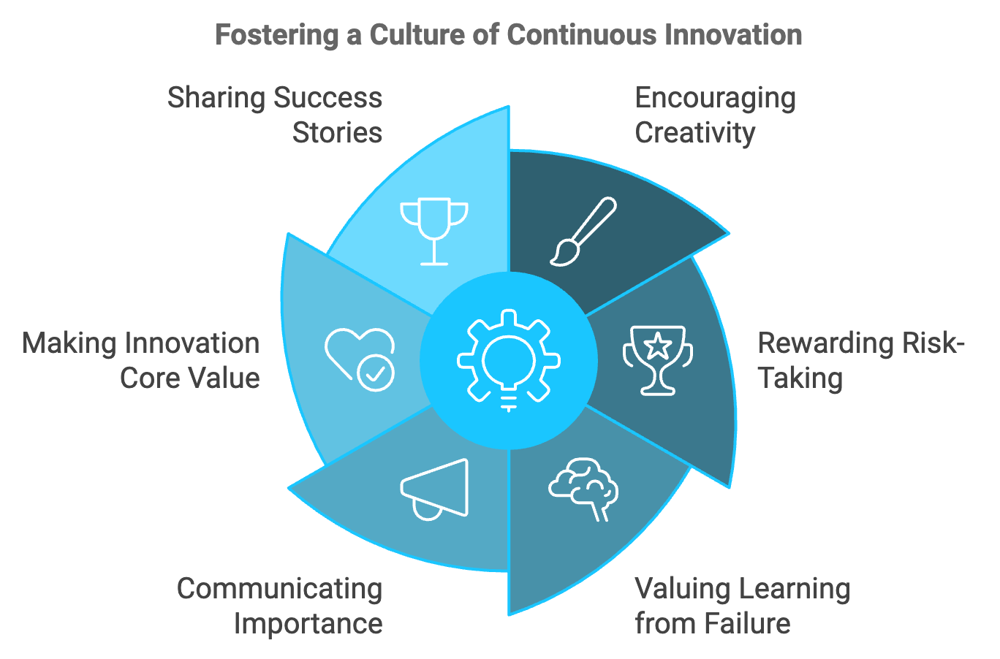 Fostering a Culture of Continuous Innovation
Sharing Success
Stories
Encouraging
Creativity
Making Innovation
Core Value
Rewarding Risk-
Taking
Communicating
Importance
Valuing Learning
from Failure